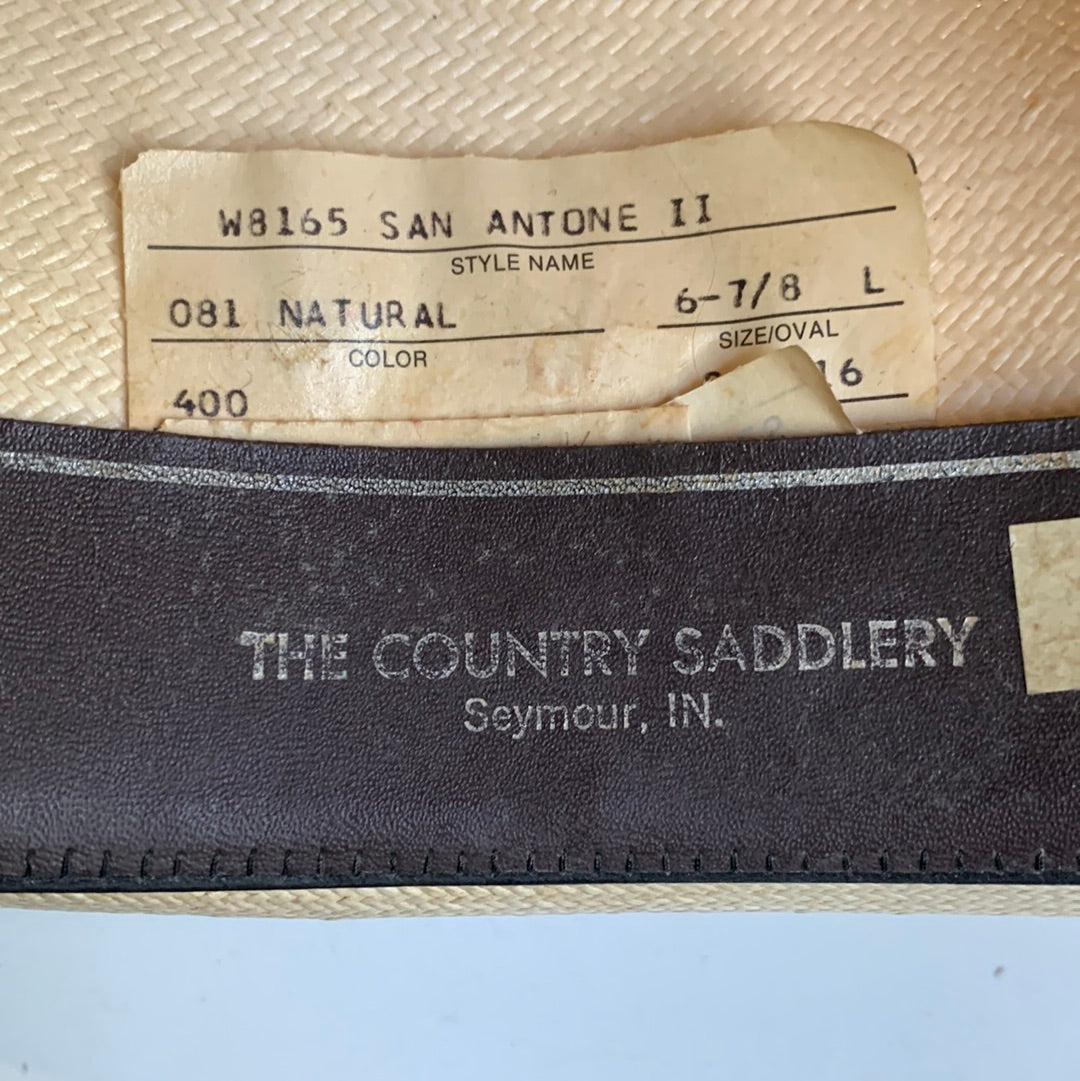 W8165 SAN ANTONE II
STYLE NAME
081 NATURAL 6-7/8 L
COLOR SIZE/OVAL
400 16
THE COUNTRY SADDLERY
Seymour, IN.